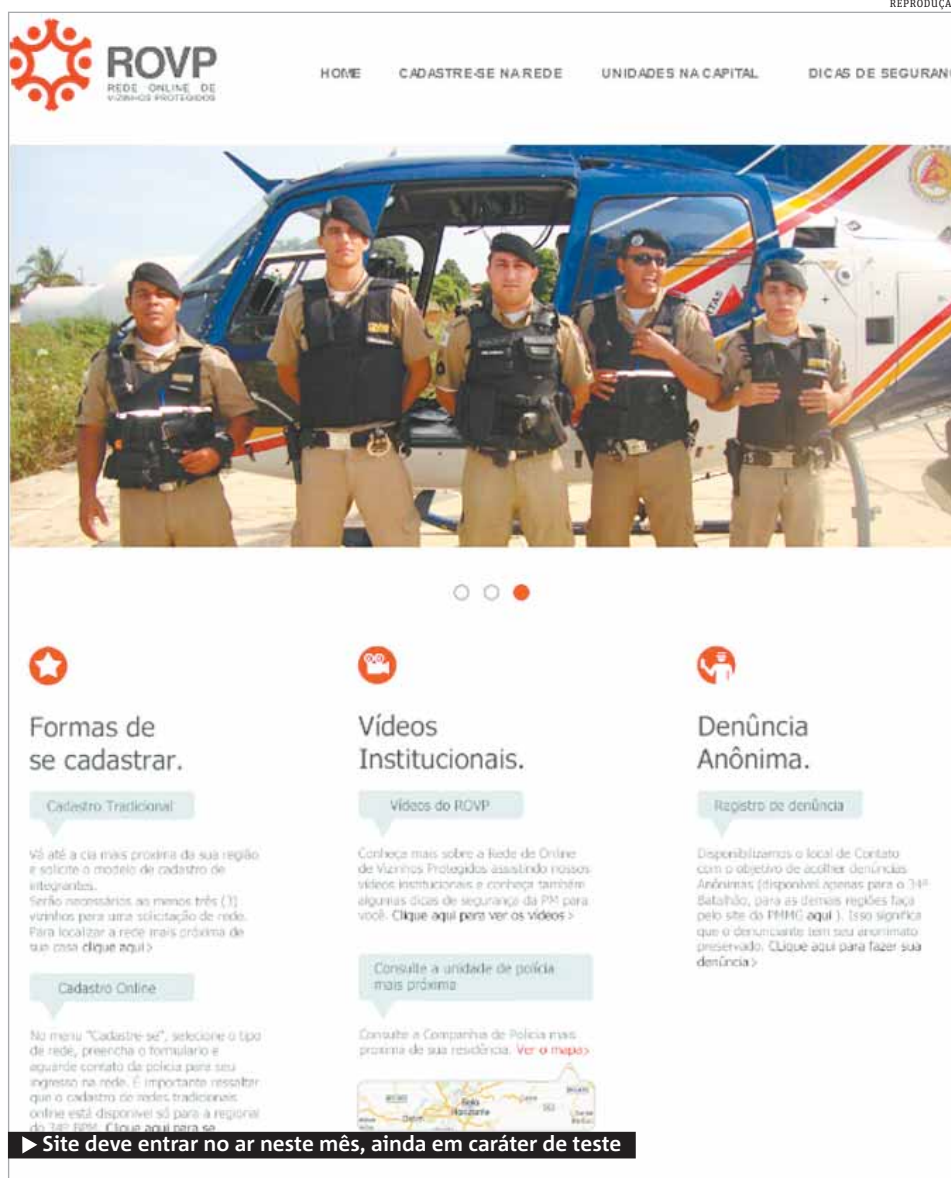 REPRODUÇÃ
ROVP
REDE ONLINE DE
VIZINHOS PROTEGIDOS
HOME CADASTRE-SE NA REDE UNIDADES NA CAPITAL DICAS DE SEGURAN
ITAS
Formas de
se cadastrar.
Cadastro Tradicional
Vá até a cia mais proxima da sua região
e solicite o modelo de cadastro de
integrantes.
Serão necessários ao menos três (3)
vizinhos para uma solicitação de rede.
Para localizar a rede mais próxima de
sua casa clique aqui>
Cadastro Online
No menu "Cadastre-se", selecione o tipo
de rede, preencha o formulario e
aguarde contato da policia para seu
ingresso na rede. É importante ressaltar
que o cadastro de redes tradicionais
online está disponivel só para a regional
do 34º BPM. Clique aqui para se
Vídeos
Institucionais.
Vídeos do ROVP
Conheça mais sobre a Rede de Online
de Vizinhos Protegidos assistindo nossos
vídeos institucionais e conheça também
algumas dicas de segurança da PM para
você. Clique aqui para ver os vídeos >
Consulte a unidade de polícia
mais próxima
Consulte a Companhia de Policia mais
proxima de sua residência. Ver o mapa>
Belo
Horizonte
Denúncia
Anônima.
Registro de denúncia
Disponibilizamos o local de Contato
com o objetivo de acolher denúncias
Anônimas (disponível apenas para o 34º
Batalhão, para as demais regiões faça
pelo site da PMMG aqui ). Isso significa
que o denunciante tem seu anonimato
preservado. CLique aqui para fazer sua
denúncia >
Site deve entrar no ar neste mês, ainda em caráter de teste